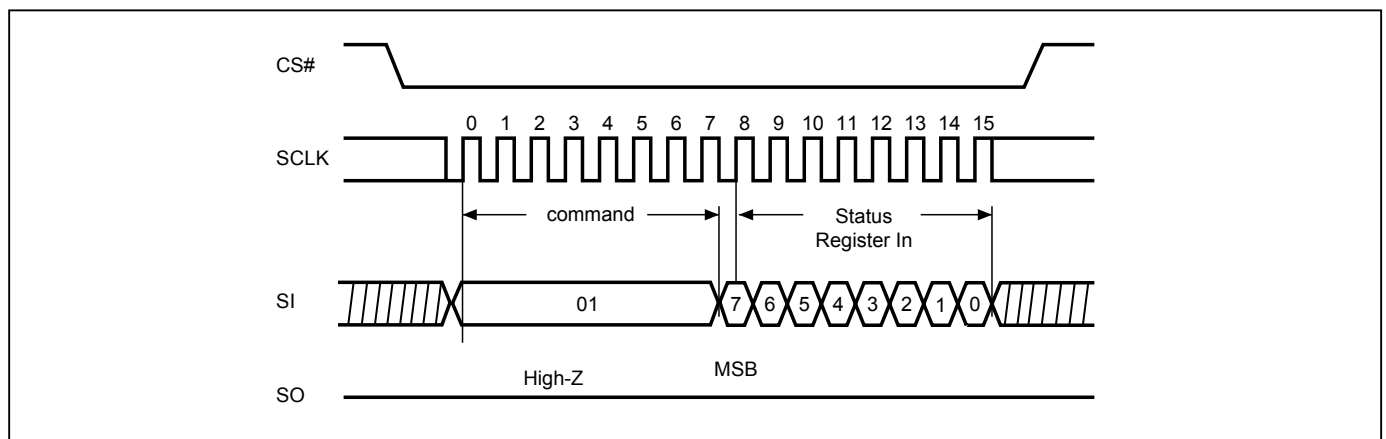 CS#
0 1 2 3 4 5 6 7 8 9 10 11 12 13 14 15
SCLK
command
Status
Register In
SI
01 7 6 5 4 3 2 1 0
High-Z
MSB
SO